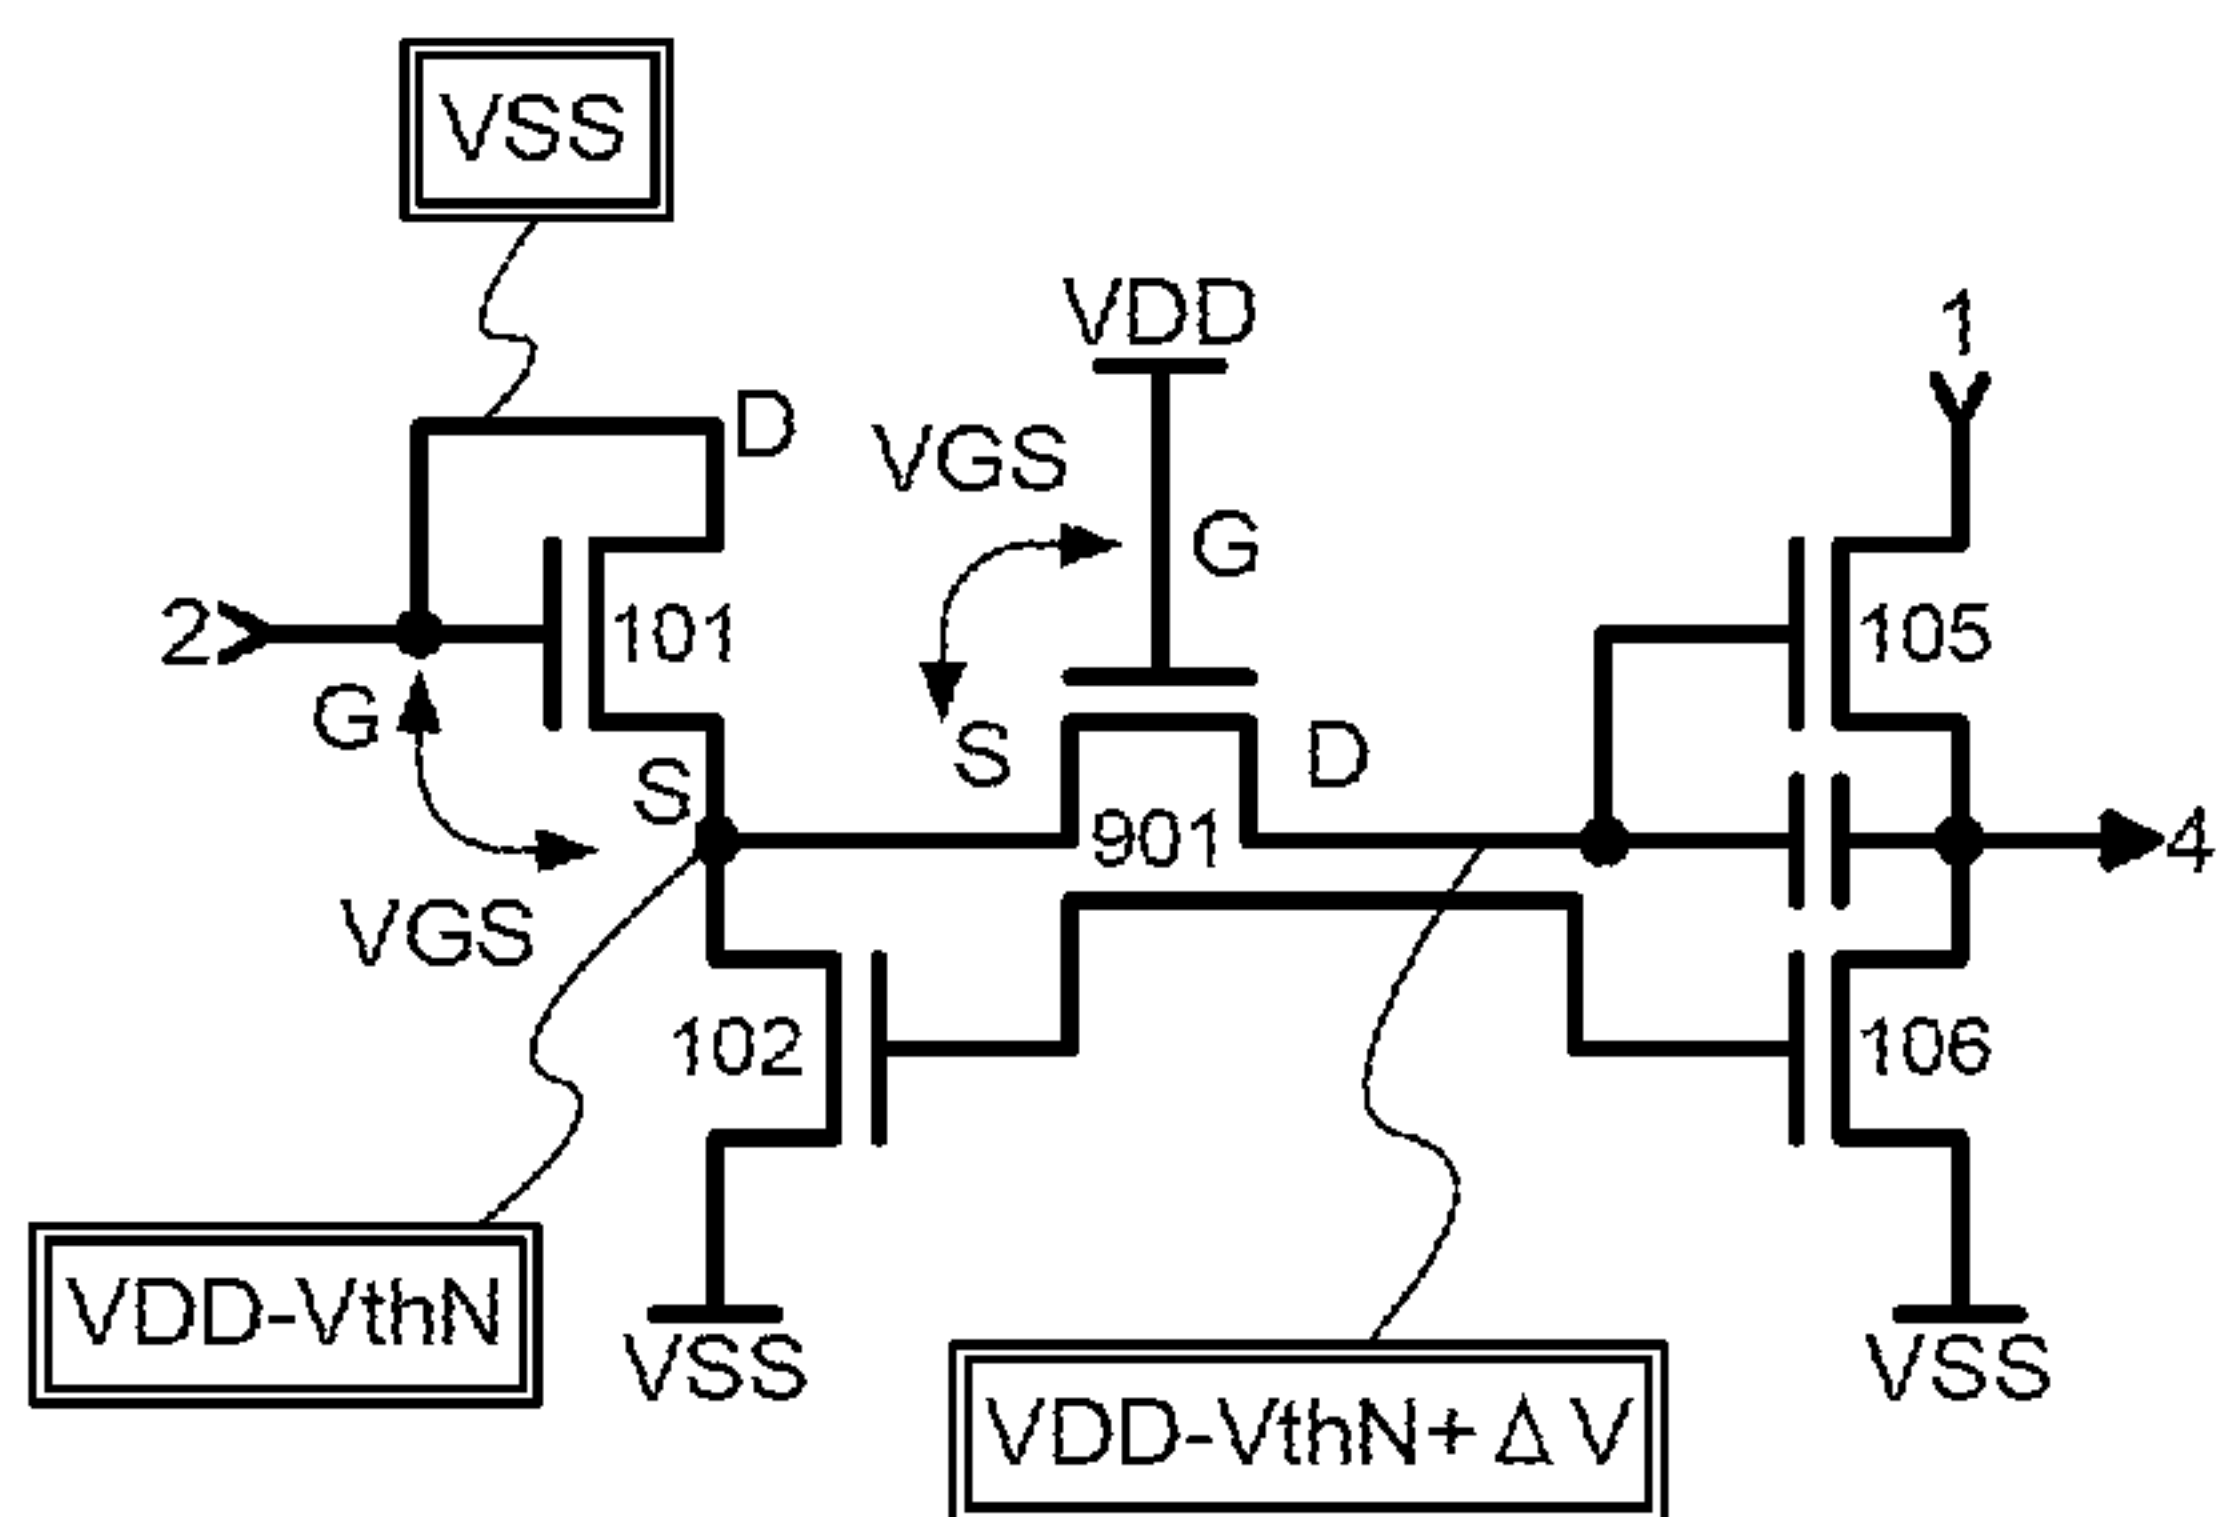 VSS
VDD
1
D
VGS
G
2
101
105
G
S
D
S
901
4
VGS
102
106
VDD-VthN
VSS
VSS
VDD-VthN+ΔV